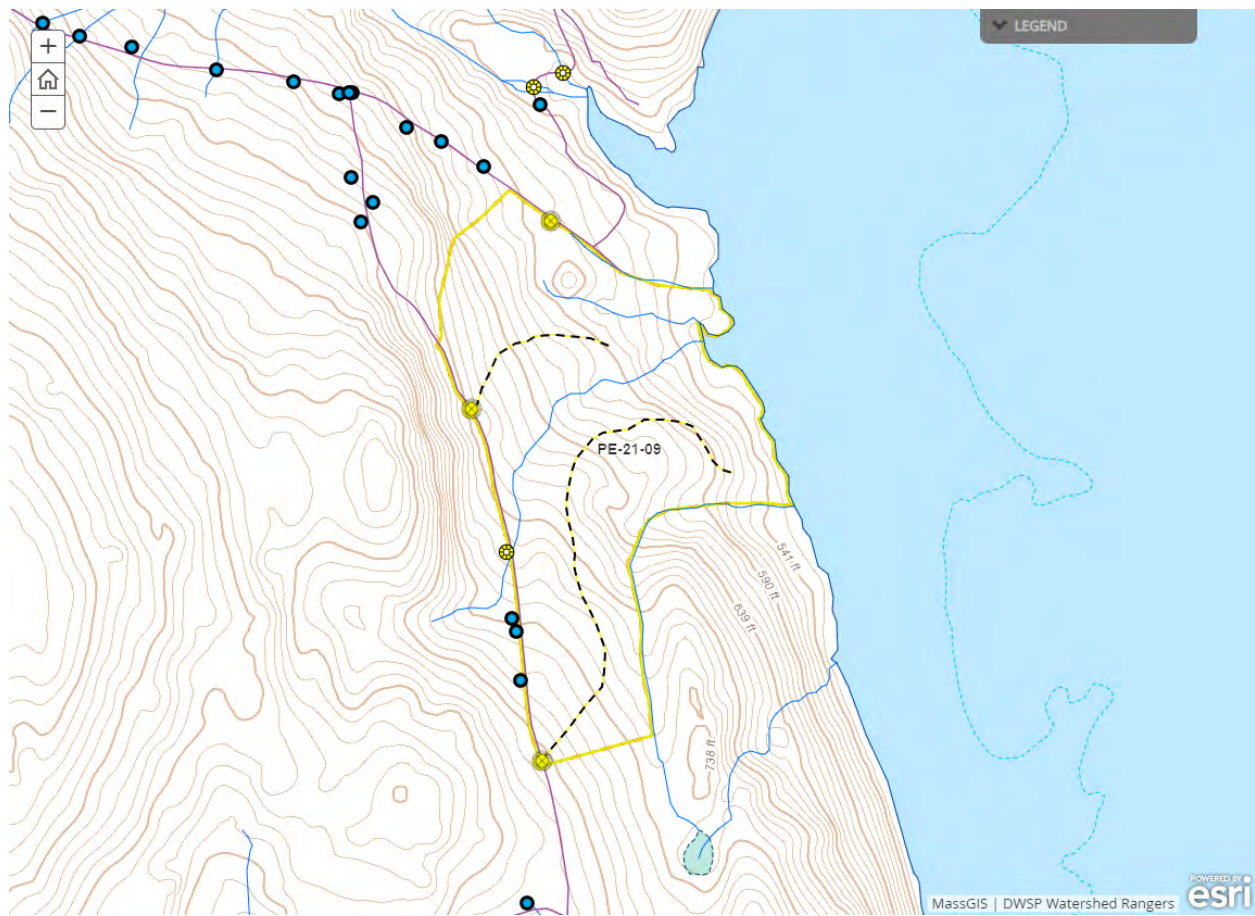 LEGEND
+
−
PE-21-09
541 ft
590 ft
639 ft
738 ft
MassGIS | DWSP Watershed Rangers
POWERED BY
esri